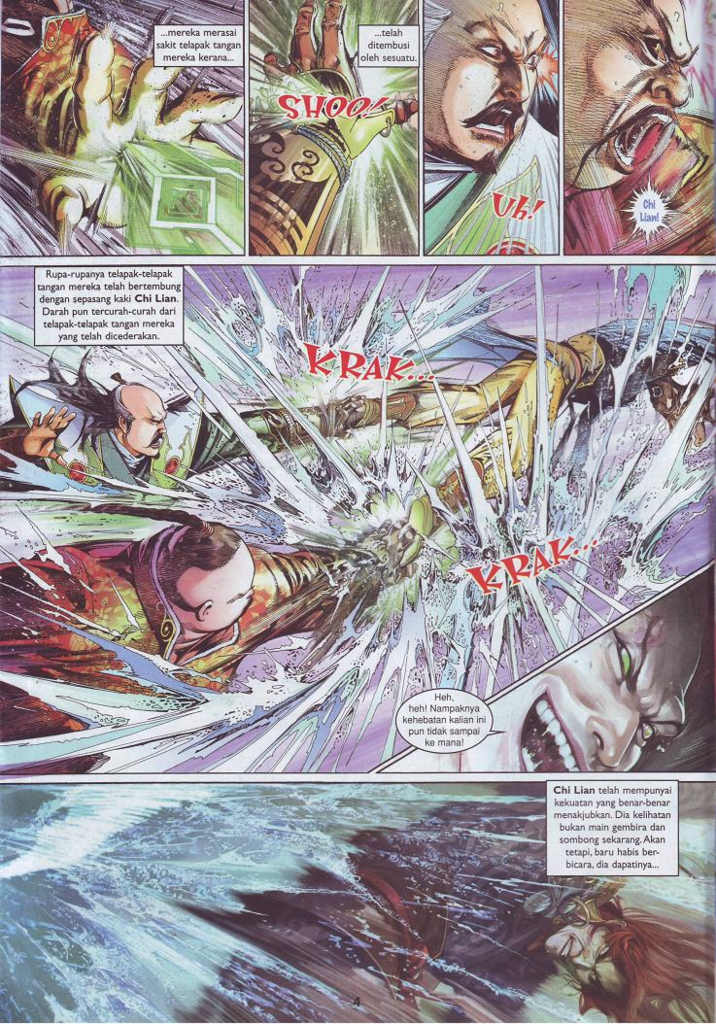 ...mereka merasai
sakit telapak tangan
mereka kerana...
...telah
ditembusi
oleh sesuatu.
SHOO!
Uh!
Chi
Lian!
Rupa-rupanya telapak-telapak
tangan mereka telah bertembung
dengan sepasang kaki Chi Lian.
Darah pun tercurah-curah dari
telapak-telapak tangan mereka
yang telah dicederakan.
KRAK...
KRAK...
Heh,
heh! Nampaknya
kehebatan kalian ini
pun tidak sampai
ke mana!
Chi Lian telah mempunyai
kekuatan yang benar-benar
menakjubkan. Dia kelihatan
bukan main gembira dan
sombong sekarang. Akan
tetapi, baru habis ber-
bicara, dia dapatinya...
4